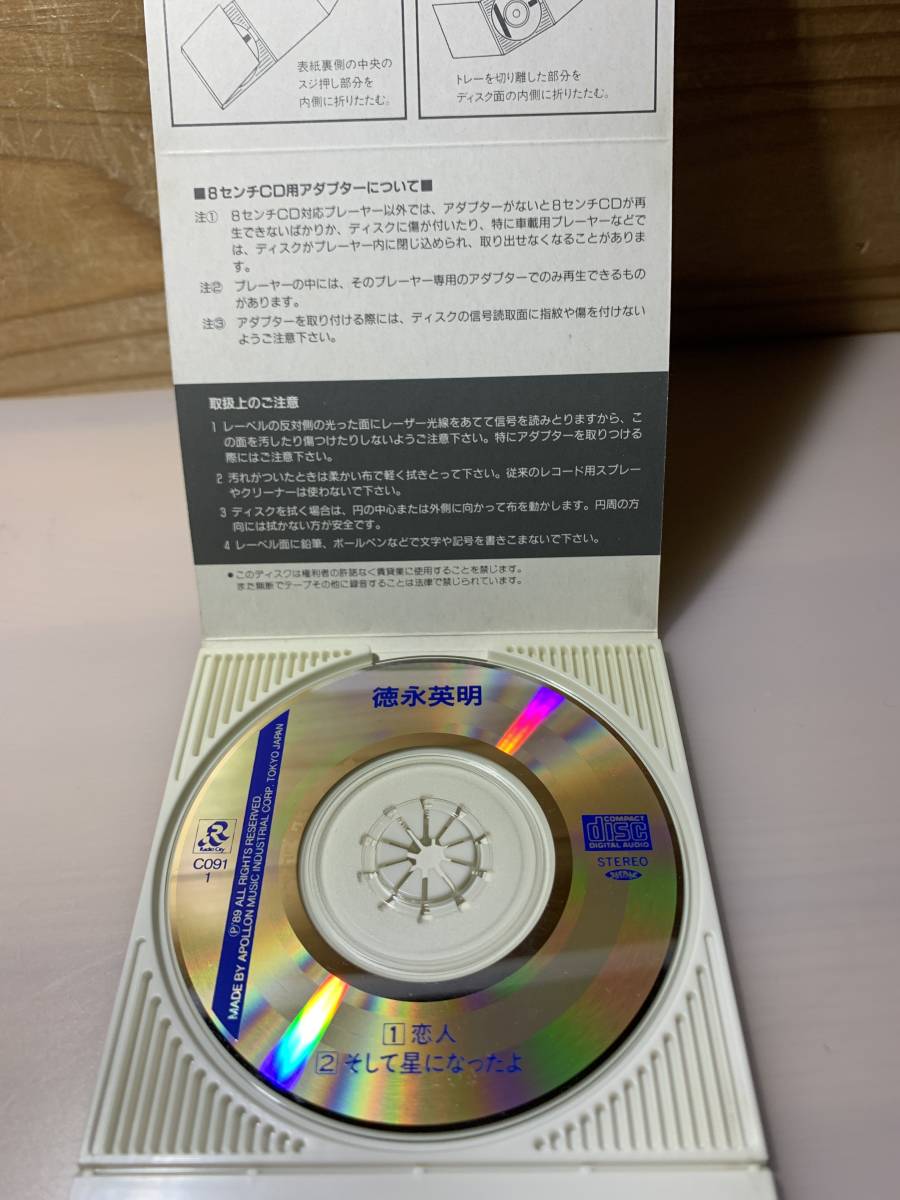 表紙裏側の中央の
スジ押し部分を
内側に折りたたむ。
トレーを切り離した部分を
ディスク面の内側に折りたたむ。
■8センチCD用アダプターについて■
注① 8センチCD対応プレーヤー以外では、アダプターがないと8センチCDが再
生できないばかりか、ディスクに傷が付いたり、特に車載用プレーヤーなどで
は、ディスクがプレーヤー内に閉じ込められ、取り出せなくなることがありま
す。
注② プレーヤーの中には、そのプレーヤー専用のアダプターでのみ再生できるもの
があります。
注③ アダプターを取り付ける際には、ディスクの信号読取面に指紋や傷を付けない
ようご注意下さい。
取扱上のご注意
1 レーベルの反対側の光った面にレーザー光線をあてて信号を読みとりますから、こ
の面を汚したり傷つけたりしないようご注意下さい。特にアダプターを取りつける
際にはご注意下さい。
2 汚れがついたときは柔かい布で軽く拭きとって下さい。従来のレコード用スプレー
やクリーナーは使わないで下さい。
3 ディスクを拭く場合は、円の中心または外側に向かって布を動かします。円周の方
向には拭かない方が安全です。
4 レーベル面に鉛筆、ボールペンなどで文字や記号を書きこまないで下さい。
●このディスクは権利者の許諾なく賃貸業に使用することを禁じます。
また無断でテープその他に録音することは法律で禁じられています。
徳永英明
Radio City
C091
1
Ⓟ'89 ALL RIGHTS RESERVED.
MADE BY APOLLON MUSIC INDUSTRIAL CORP. TOKYO JAPAN
COMPACT
disc
DIGITAL AUDIO
STEREO
1 恋人
2 そして星になったよ